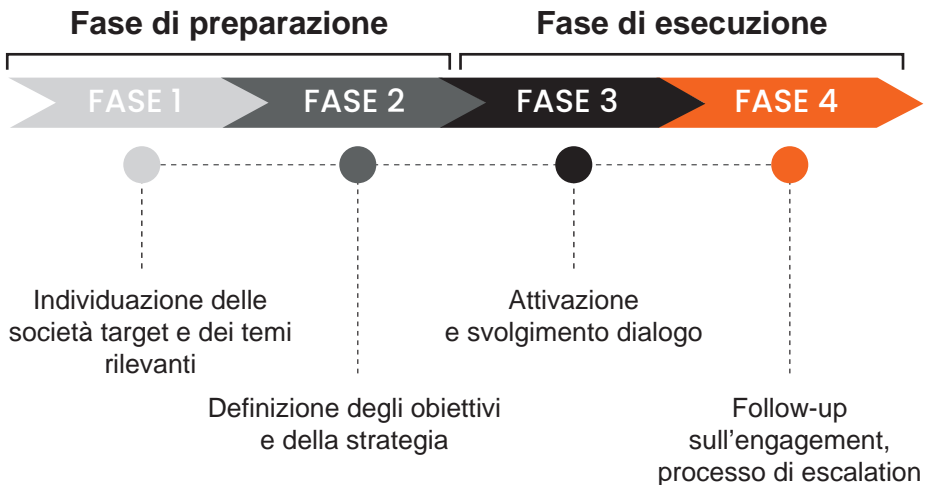 Fase di preparazione
Fase di esecuzione
FASE 1
FASE 2
FASE 3
FASE 4
Individuazione delle
società target e dei temi
rilevanti
Definizione degli obiettivi
e della strategia
Attivazione
e svolgimento dialogo
Follow-up
sull'engagement,
processo di escalation